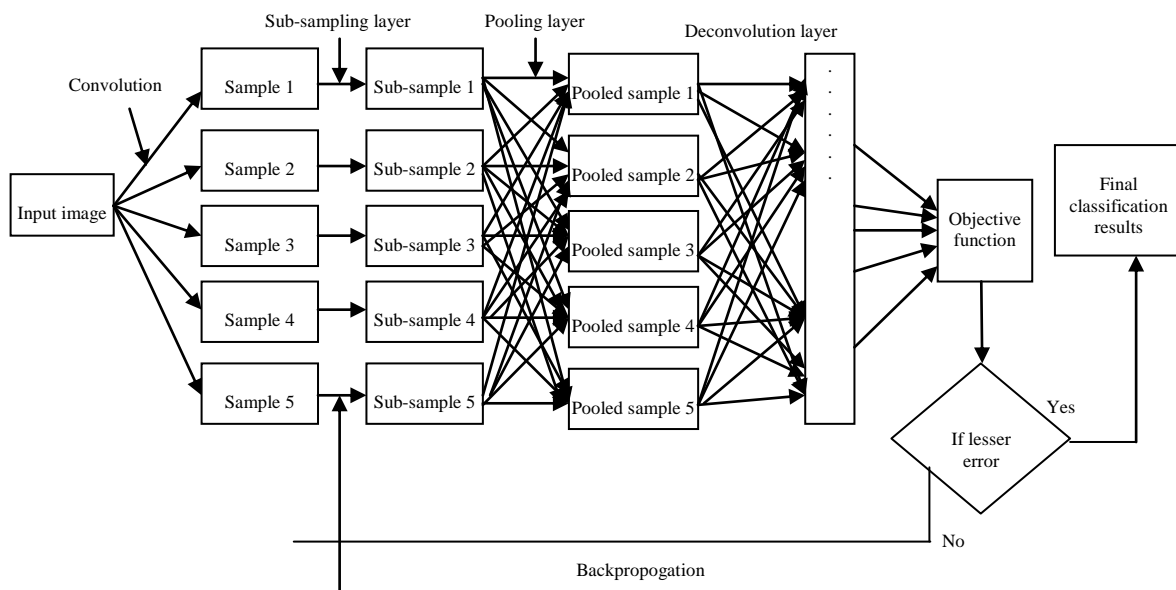 Sub-sampling layer
Pooling layer
Deconvolution layer
Convolution
Input image
Sample 1
Sample 2
Sample 3
Sample 4
Sample 5
Sub-sample 1
Sub-sample 2
Sub-sample 3
Sub-sample 4
Sub-sample 5
Pooled sample 1
Pooled sample 2
Pooled sample 3
Pooled sample 4
Pooled sample 5
Objective
function
Final
classification
results
If lesser
error
Yes
No
Backpropogation